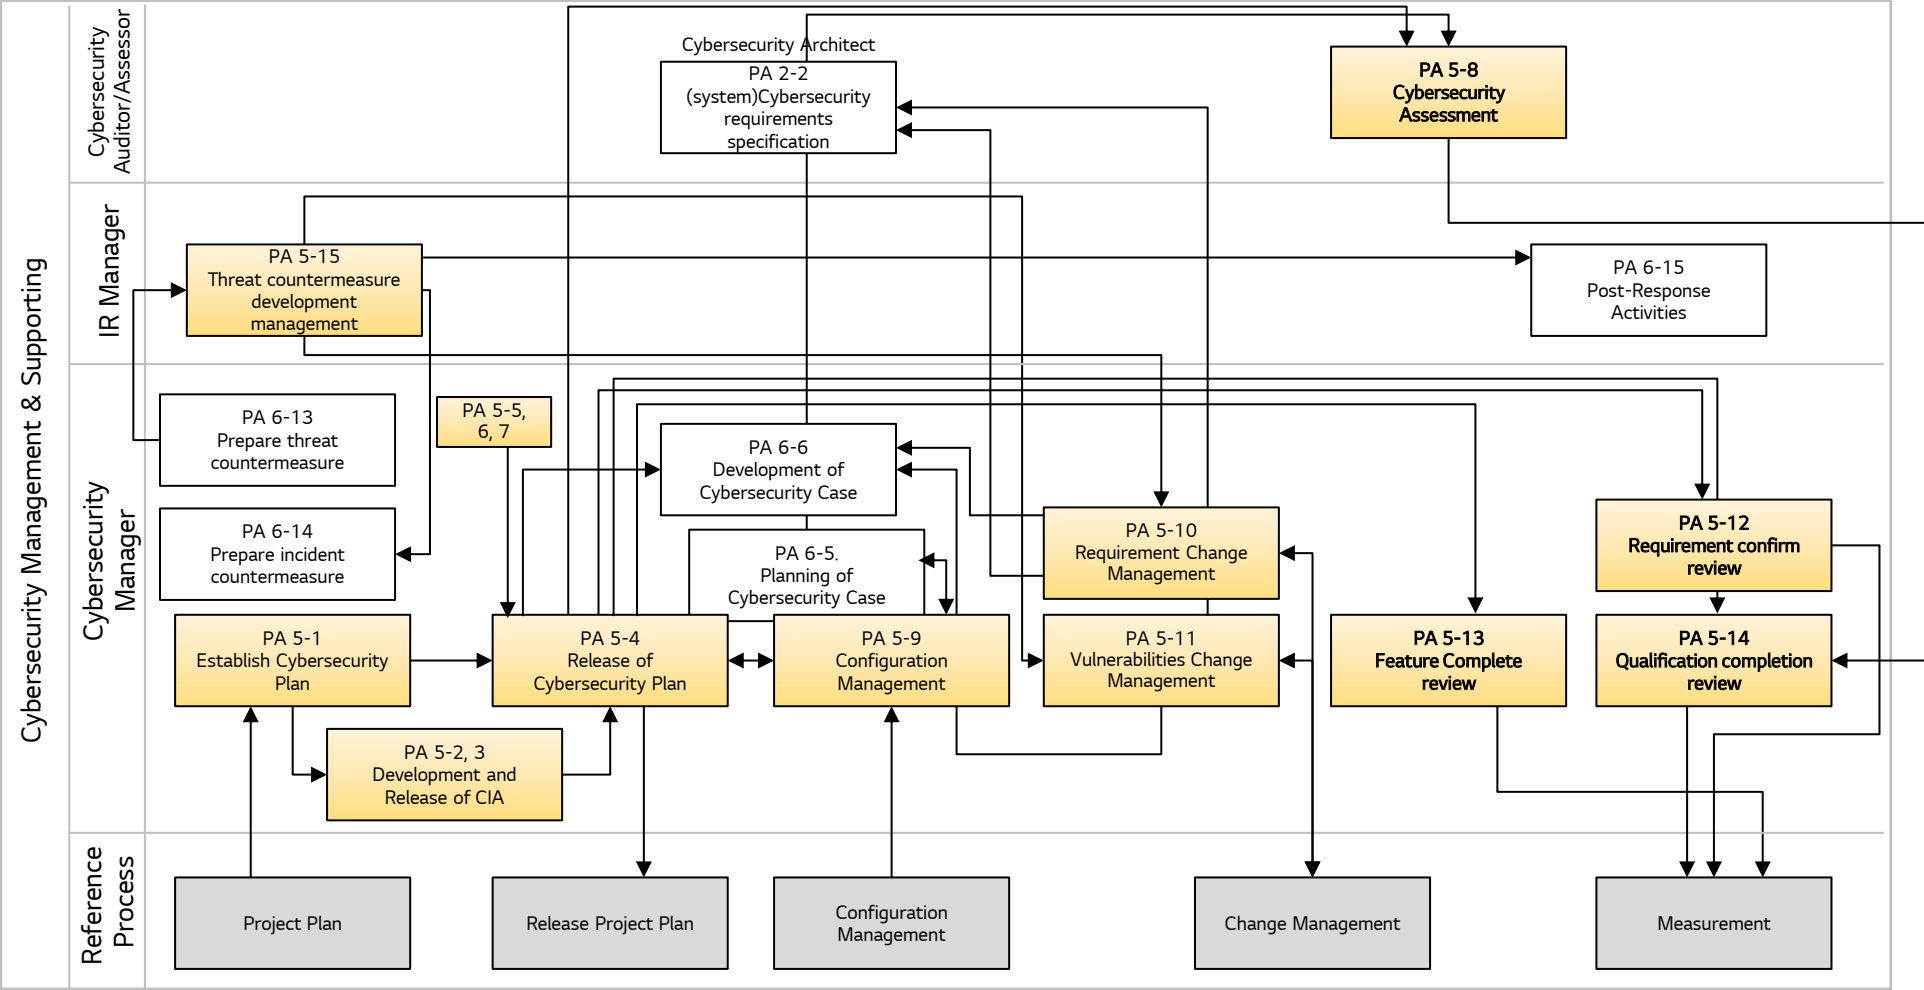 Cybersecurity Management & Supporting
Cybersecurity
Auditor/Assessor
Cybersecurity Architect
PA 2-2
(system)Cybersecurity
requirements
specification
PA 5-8
Cybersecurity
Assessment
IR Manager
PA 5-15
Threat countermeasure
development
management
PA 6-15
Post-Response
Activities
Cybersecurity
Manager
PA 6-13
Prepare threat
countermeasure
PA 5-5,
6, 7
PA 6-6
Development of
Cybersecurity Case
PA 6-14
Prepare incident
countermeasure
PA 6-5.
Planning of
Cybersecurity Case
PA 5-10
Requirement Change
Management
PA 5-12
Requirement confirm
review
PA 5-1
Establish Cybersecurity
Plan
PA 5-4
Release of
Cybersecurity Plan
PA 5-9
Configuration
Management
PA 5-11
Vulnerabilities Change
Management
PA 5-13
Feature Complete
review
PA 5-14
Qualification completion
review
PA 5-2, 3
Development and
Release of CIA
Reference
Process
Project Plan
Release Project Plan
Configuration
Management
Change Management
Measurement